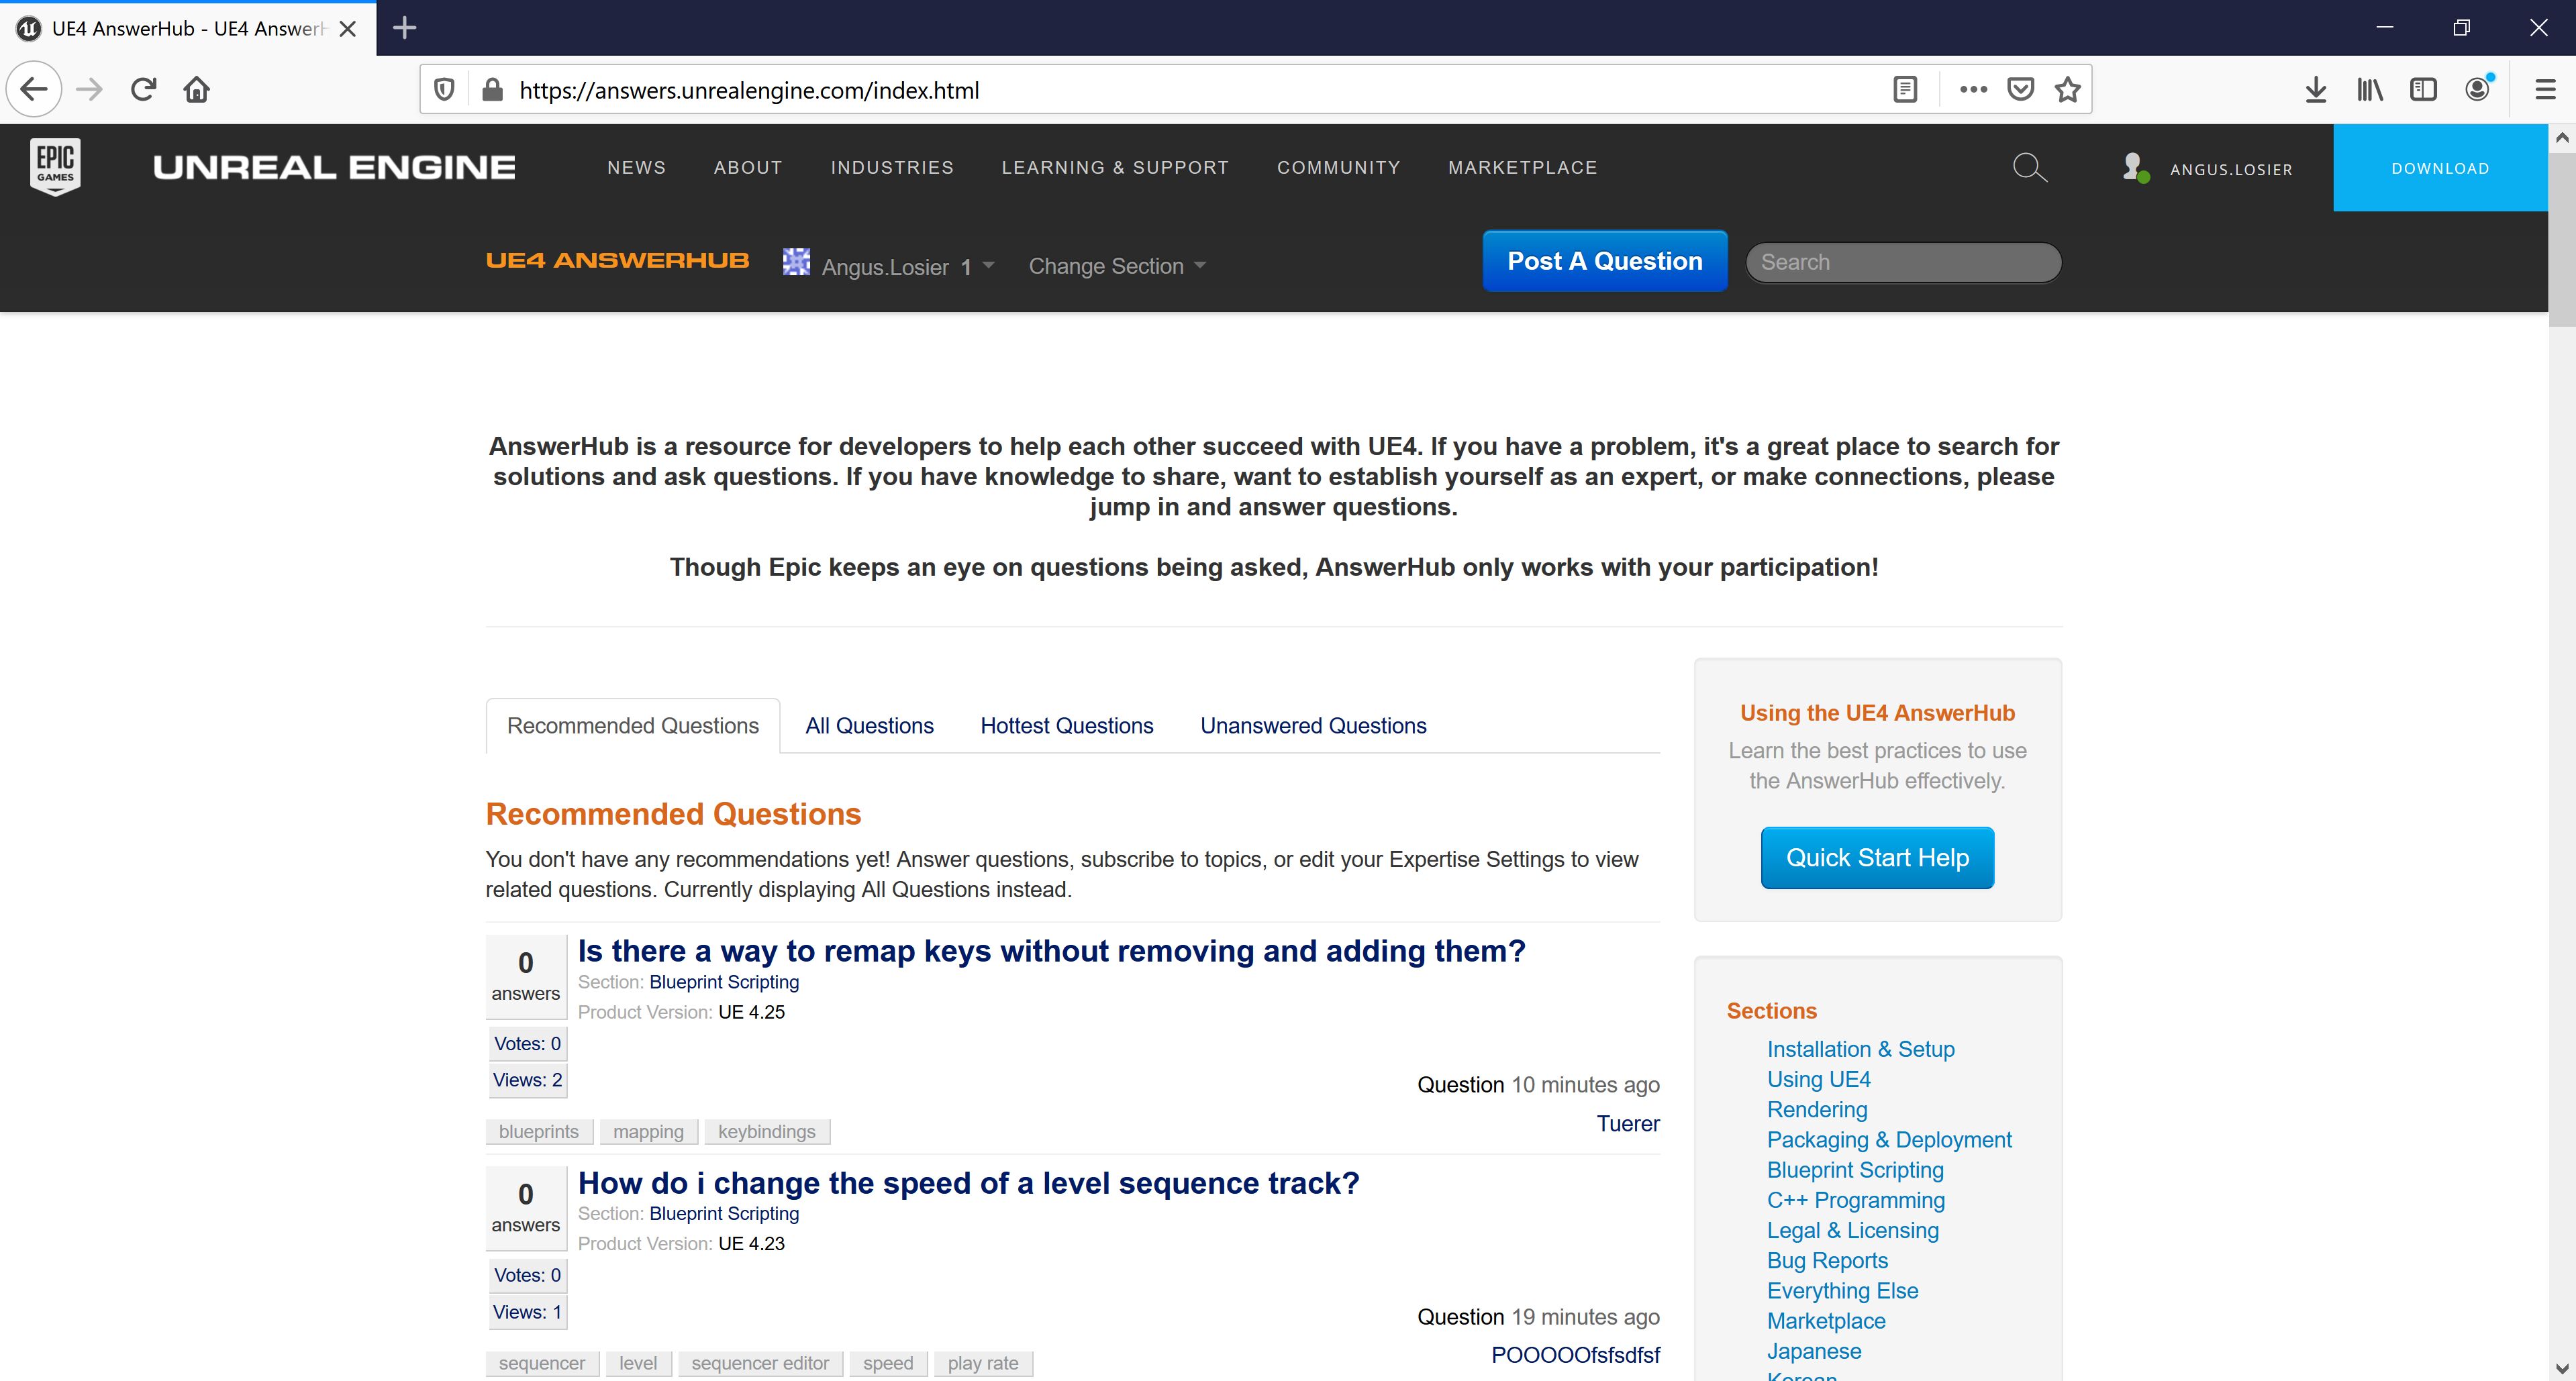 UE4 AnswerHub - UE4 Answer
https://answers.unrealengine.com/index.html
EPIC
GAMES
UNREAL ENGINE
NEWS
ABOUT
INDUSTRIES
LEARNING & SUPPORT
COMMUNITY
MARKETPLACE
ANGUS.LOSIER
DOWNLOAD
UE4 ANSWERHUB
Angus.Losier 1
Change Section
Post A Question
Search
AnswerHub is a resource for developers to help each other succeed with UE4. If you have a problem, it's a great place to search for
solutions and ask questions. If you have knowledge to share, want to establish yourself as an expert, or make connections, please
jump in and answer questions.
Though Epic keeps an eye on questions being asked, AnswerHub only works with your participation!
Recommended Questions
All Questions
Hottest Questions
Unanswered Questions
Recommended Questions
You don't have any recommendations yet! Answer questions, subscribe to topics, or edit your Expertise Settings to view
related questions. Currently displaying All Questions instead.
0
answers
Votes: 0
Views: 2
Is there a way to remap keys without removing and adding them?
Section: Blueprint Scripting
Product Version: UE 4.25
Question 10 minutes ago
Tuerer
blueprints
mapping
keybindings
0
answers
Votes: 0
Views: 1
How do i change the speed of a level sequence track?
Section: Blueprint Scripting
Product Version: UE 4.23
Question 19 minutes ago
POOOOOfsfsdfsf
sequencer
level
sequencer editor
speed
play rate
Using the UE4 AnswerHub
Learn the best practices to use
the AnswerHub effectively.
Quick Start Help
Sections
Installation & Setup
Using UE4
Rendering
Packaging & Deployment
Blueprint Scripting
C++ Programming
Legal & Licensing
Bug Reports
Everything Else
Marketplace
Japanese
Korean